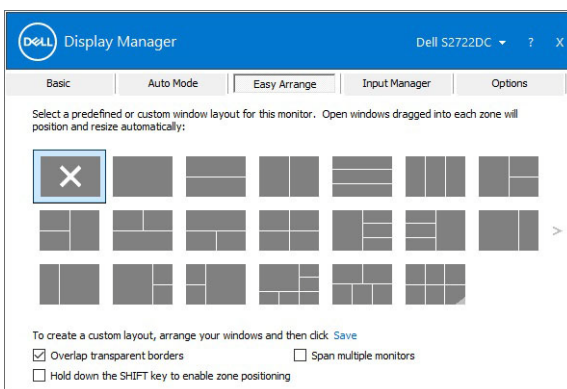 DELL Display Manager Dell S2722DC ? X
Basic Auto Mode Easy Arrange Input Manager Options
Select a predefined or custom window layout for this monitor. Open windows dragged into each zone will
position and resize automatically:
To create a custom layout, arrange your windows and then click Save
Overlap transparent borders Span multiple monitors
Hold down the SHIFT key to enable zone positioning